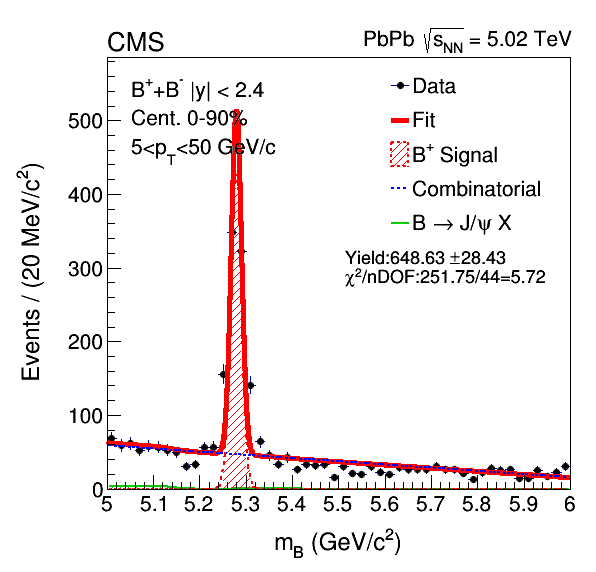 CMS
PbPb √sNN = 5.02 TeV
B⁺+B⁻ |y| < 2.4
Cent. 0-90%
5<pT<50 GeV/c
Data
Fit
B⁺ Signal
Combinatorial
B → J/ψ X
Yield:648.63 ±28.43
χ²/nDOF:251.75/44=5.72
Events / (20 MeV/c²)
500
400
300
200
100
0
5 5.1 5.2 5.3 5.4 5.5 5.6 5.7 5.8 5.9 6
mB (GeV/c²)